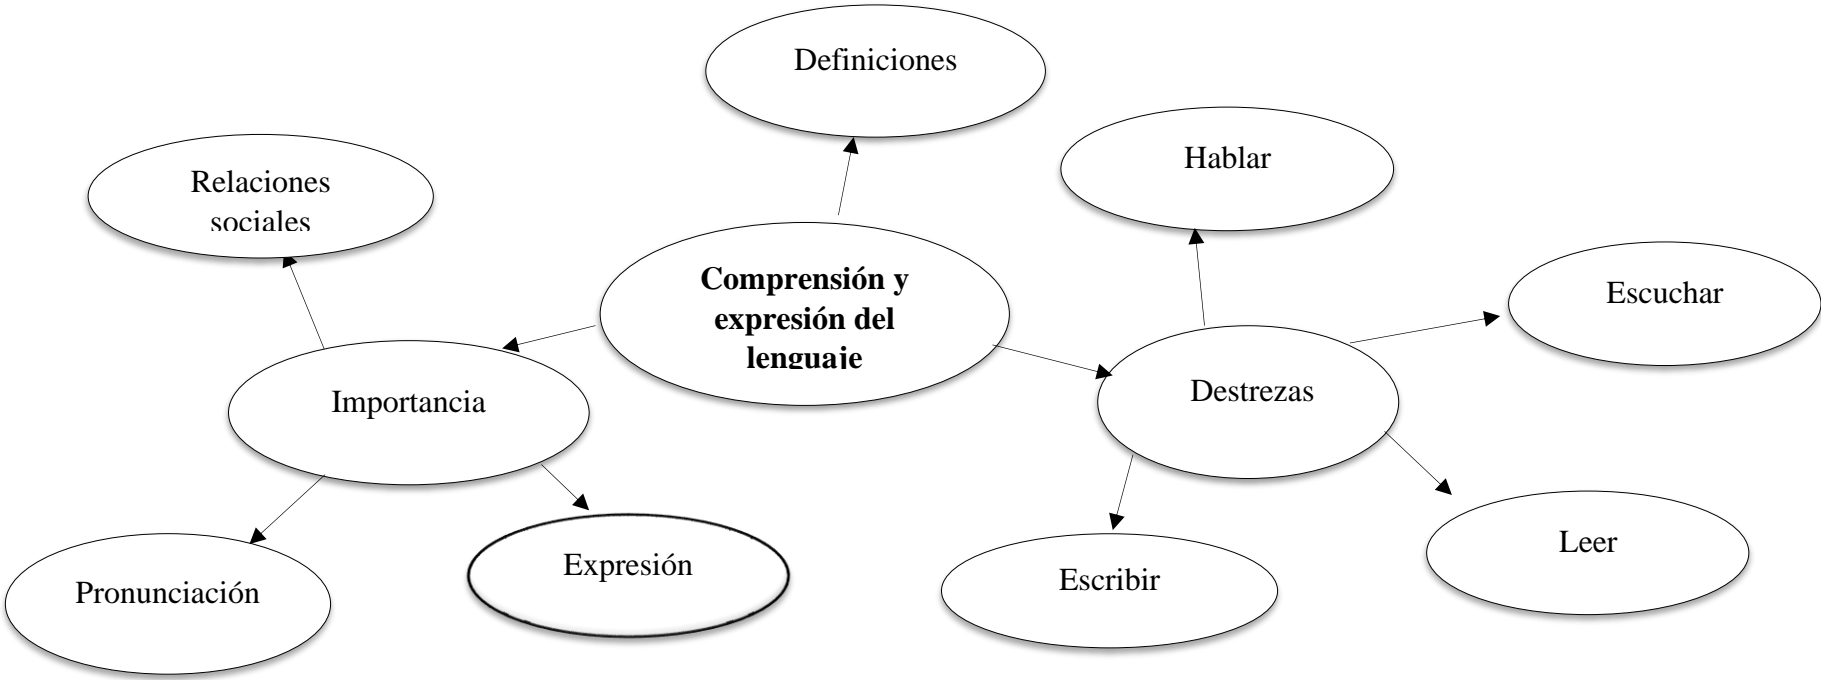 Definiciones
Hablar
Relaciones
sociales
Comprensión y
expresión del
lenguaje
Escuchar
Importancia
Destrezas
Pronunciación
Expresión
Escribir
Leer